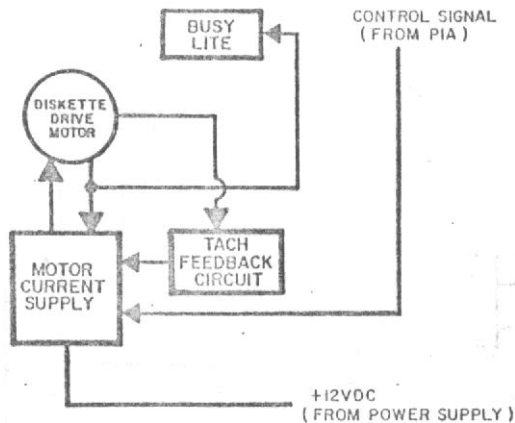 CONTROL SIGNAL
(FROM PIA)
BUSY
LITE
DISKETTE
DRIVE
MOTOR
TACH
FEEDBACK
CIRCUIT
MOTOR
CURRENT
SUPPLY
+12VDC
(FROM POWER SUPPLY)